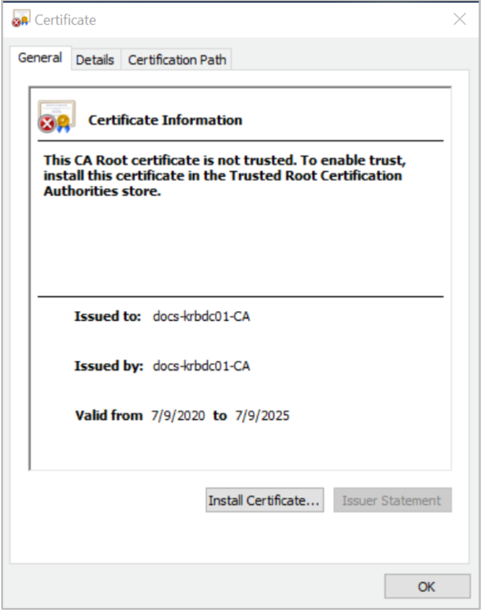 Certificate
General Details Certification Path
Certificate Information
This CA Root certificate is not trusted. To enable trust,
install this certificate in the Trusted Root Certification
Authorities store.
Issued to: docs-krbdc01-CA
Issued by: docs-krbdc01-CA
Valid from 7/9/2020 to 7/9/2025
Install Certificate... Issuer Statement
OK